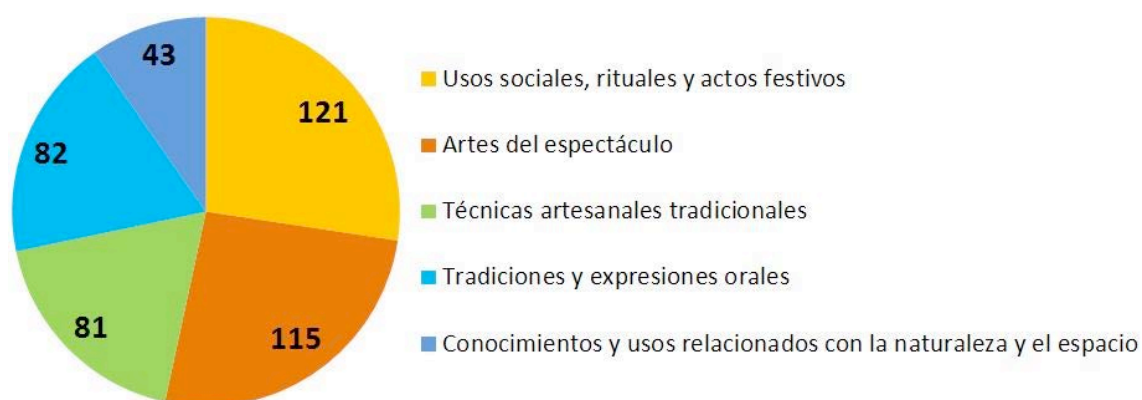 43
121
82
81
115
Usos sociales, rituales y actos festivos
Artes del espectáculo
Técnicas artesanales tradicionales
Tradiciones y expresiones orales
Conocimientos y usos relacionados con la naturaleza y el espacio